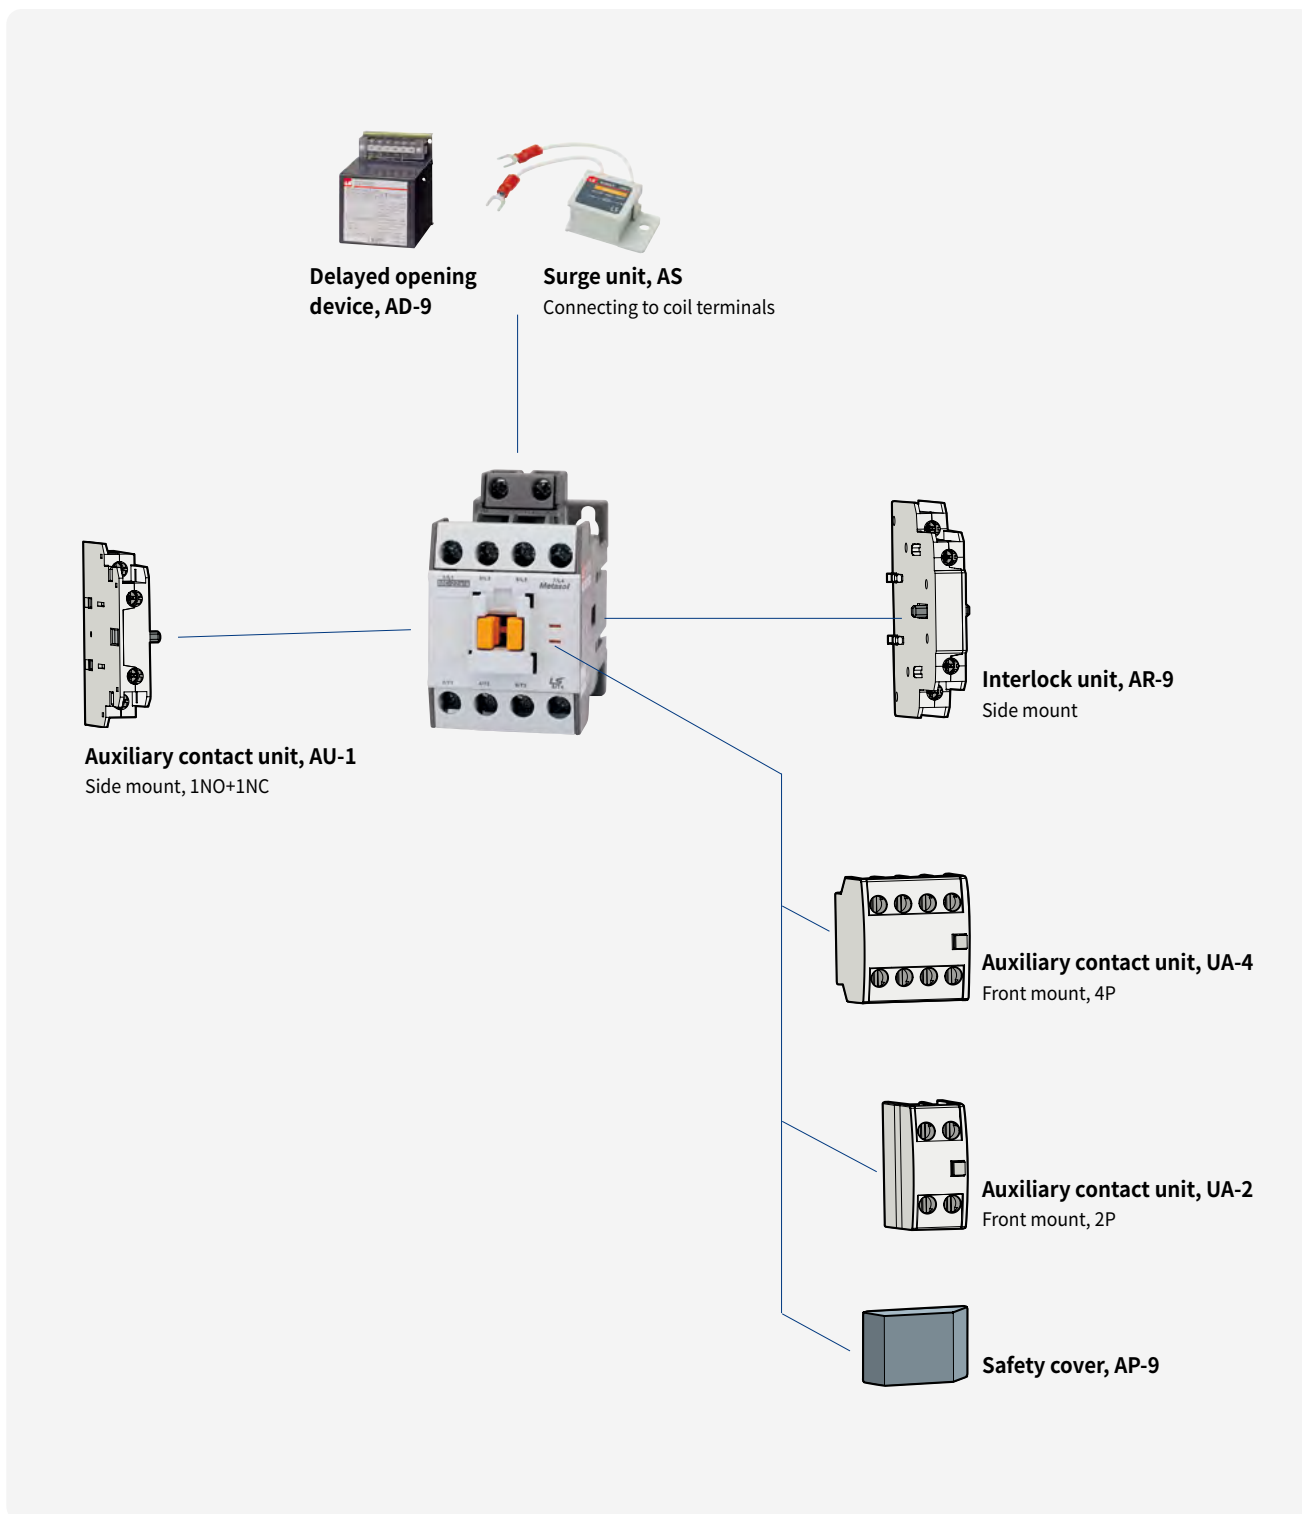 Delayed opening
device, AD-9
Surge unit, AS
Connecting to coil terminals
Metasol
LS
Interlock unit, AR-9
Side mount
Auxiliary contact unit, AU-1
Side mount, 1NO+1NC
Auxiliary contact unit, UA-4
Front mount, 4P
Auxiliary contact unit, UA-2
Front mount, 2P
Safety cover, AP-9